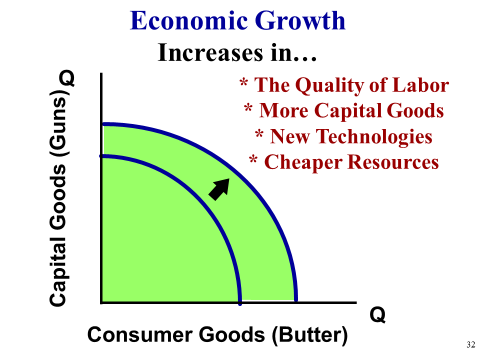 Economic Growth
Increases in…
* The Quality of Labor
* More Capital Goods
* New Technologies
* Cheaper Resources
Q
Capital Goods (Guns)
Q
Consumer Goods (Butter)
32